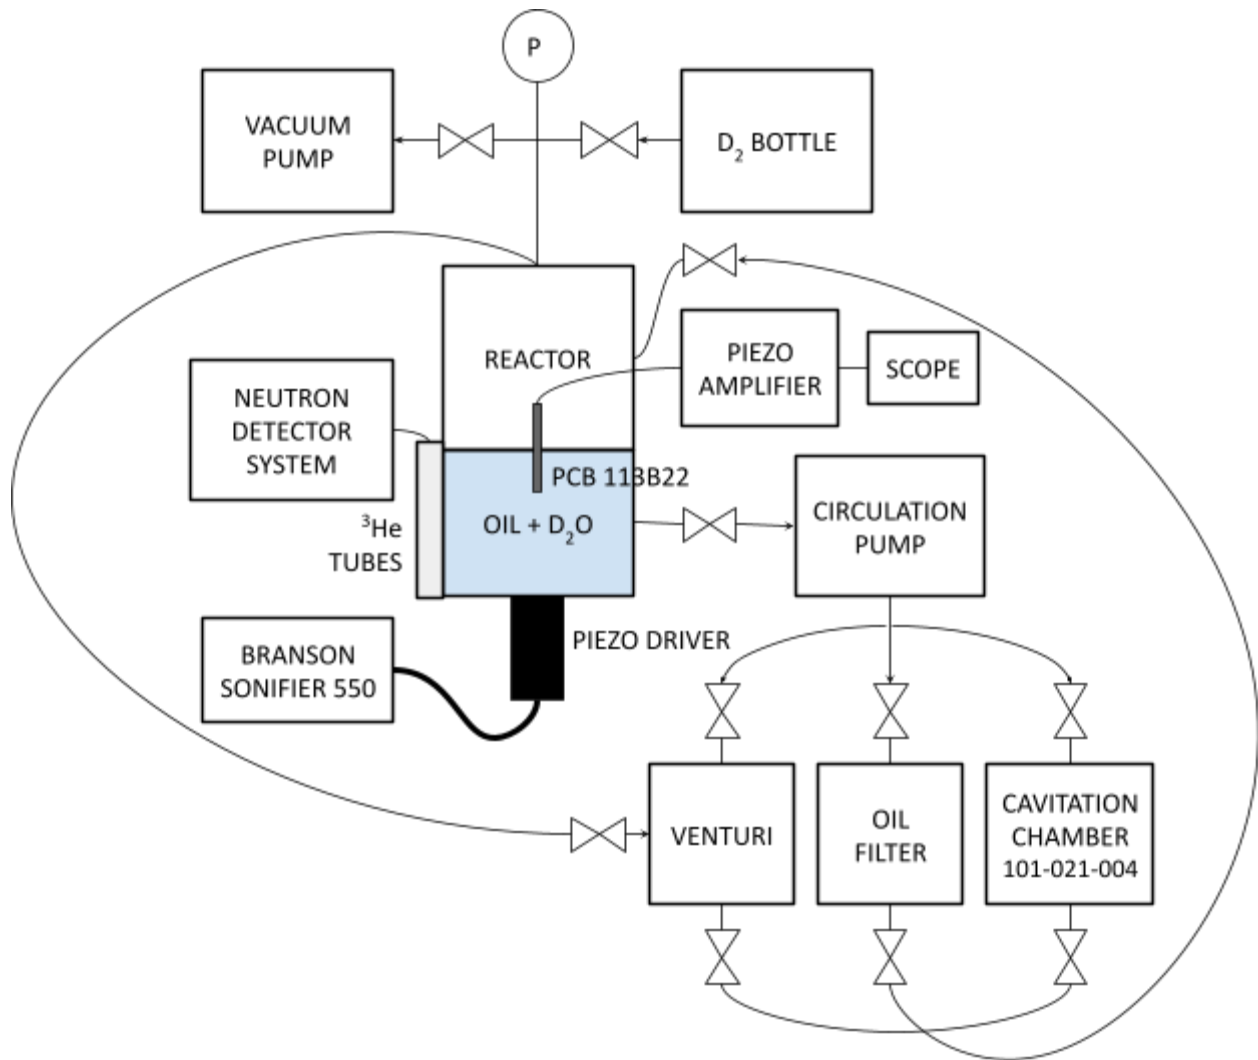 P
VACUUM
PUMP
D₂ BOTTLE
REACTOR
PIEZO
AMPLIFIER
SCOPE
NEUTRON
DETECTOR
SYSTEM
PCB 113B22
³He
TUBES
OIL + D₂O
CIRCULATION
PUMP
BRANSON
SONIFIER 550
PIEZO DRIVER
VENTURI
OIL
FILTER
CAVITATION
CHAMBER
101-021-004